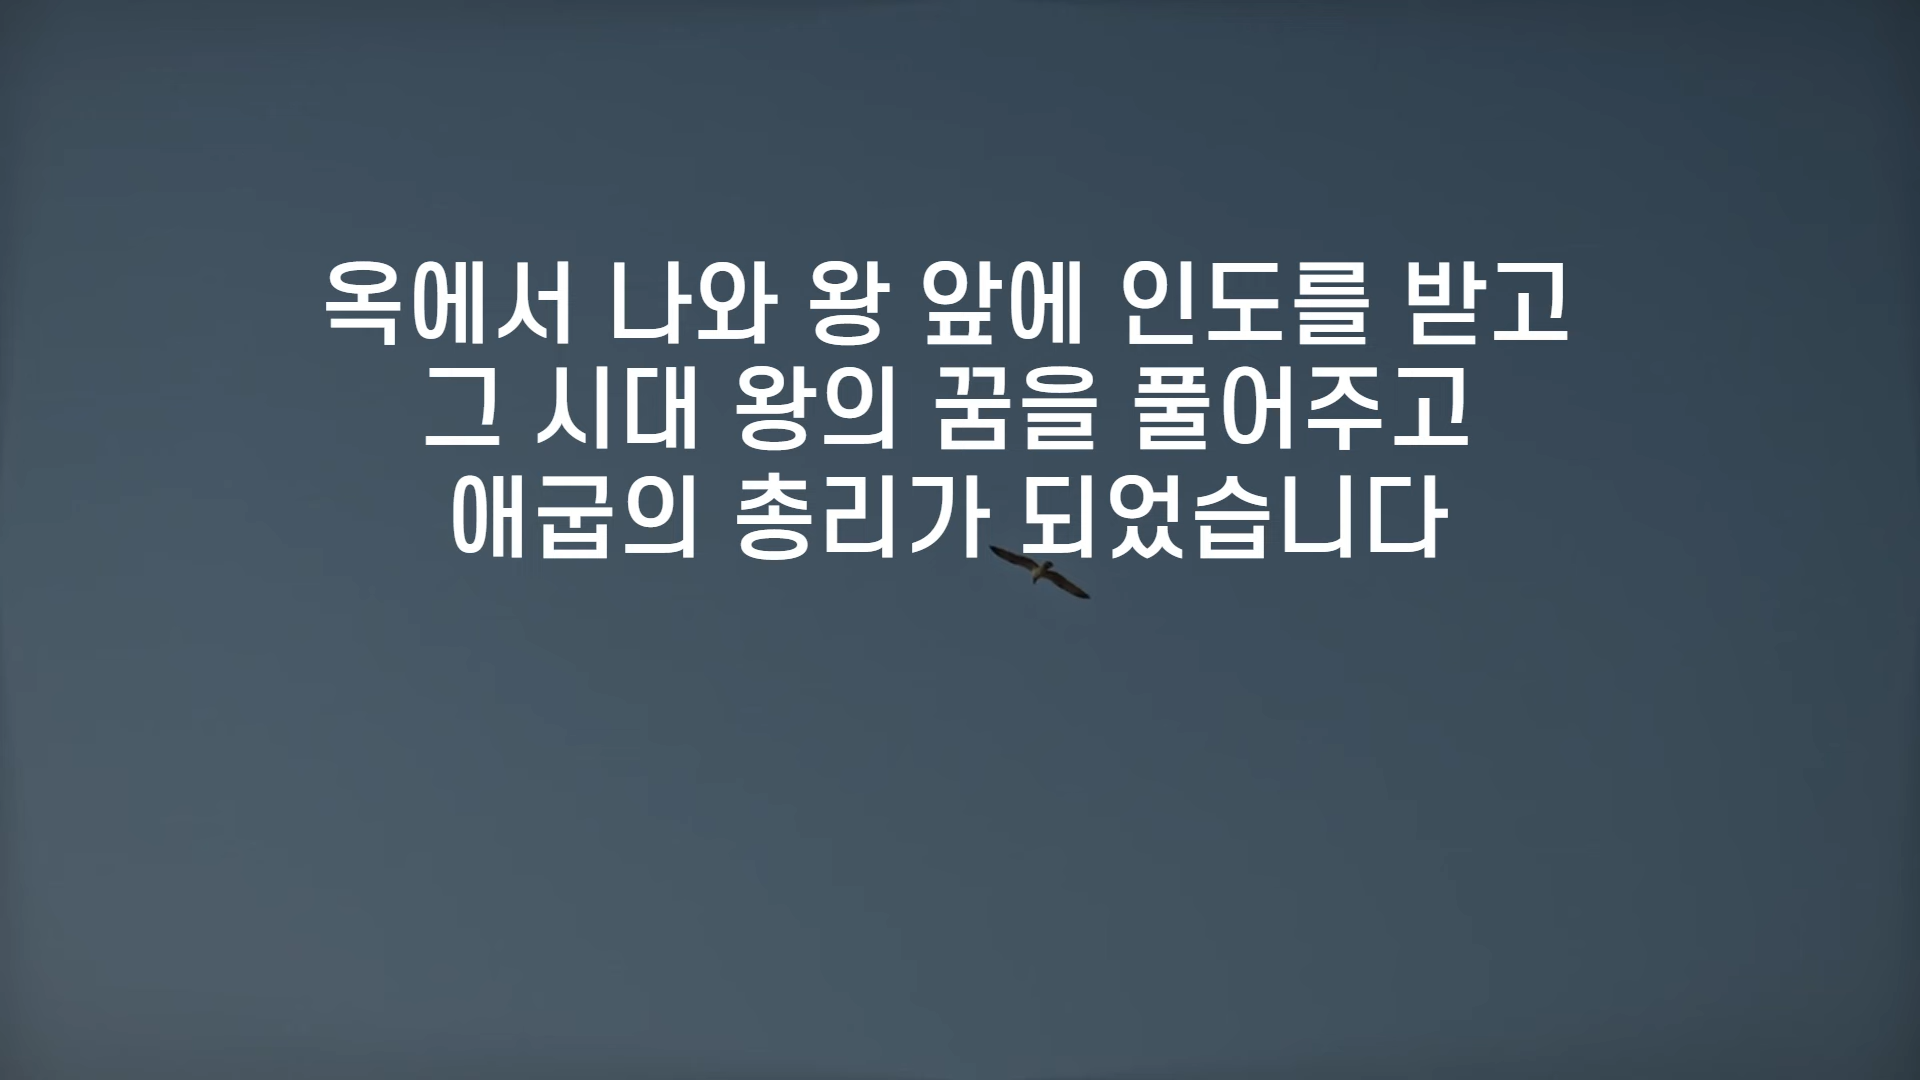 옥에서 나와 왕 앞에 인도를 받고
그 시대 왕의 꿈을 풀어주고
애굽의 총리가 되었습니다